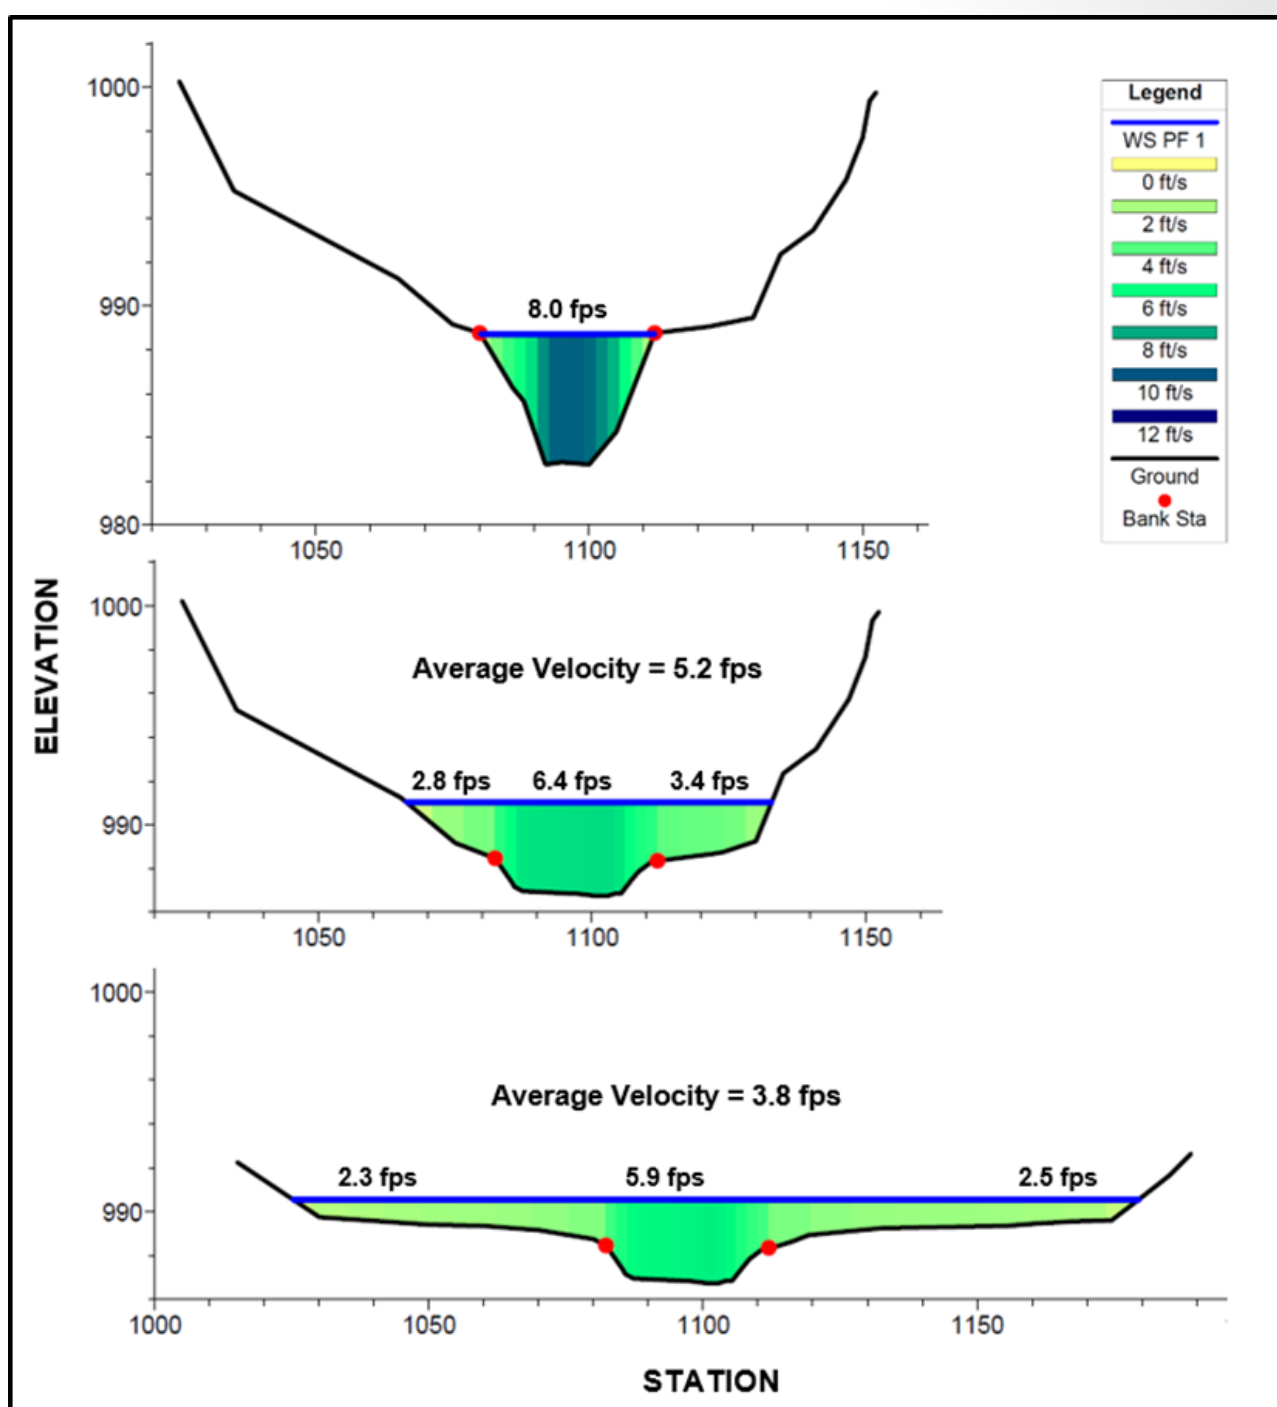 1000
990
980
8.0 fps
1050
1100
1150
Legend
WS PF 1
0 ft/s
2 ft/s
4 ft/s
6 ft/s
8 ft/s
10 ft/s
12 ft/s
Ground
Bank Sta
ELEVATION
1000
990
Average Velocity = 5.2 fps
2.8 fps
6.4 fps
3.4 fps
1050
1100
1150
1000
990
Average Velocity = 3.8 fps
2.3 fps
5.9 fps
2.5 fps
1000
1050
1100
1150
STATION